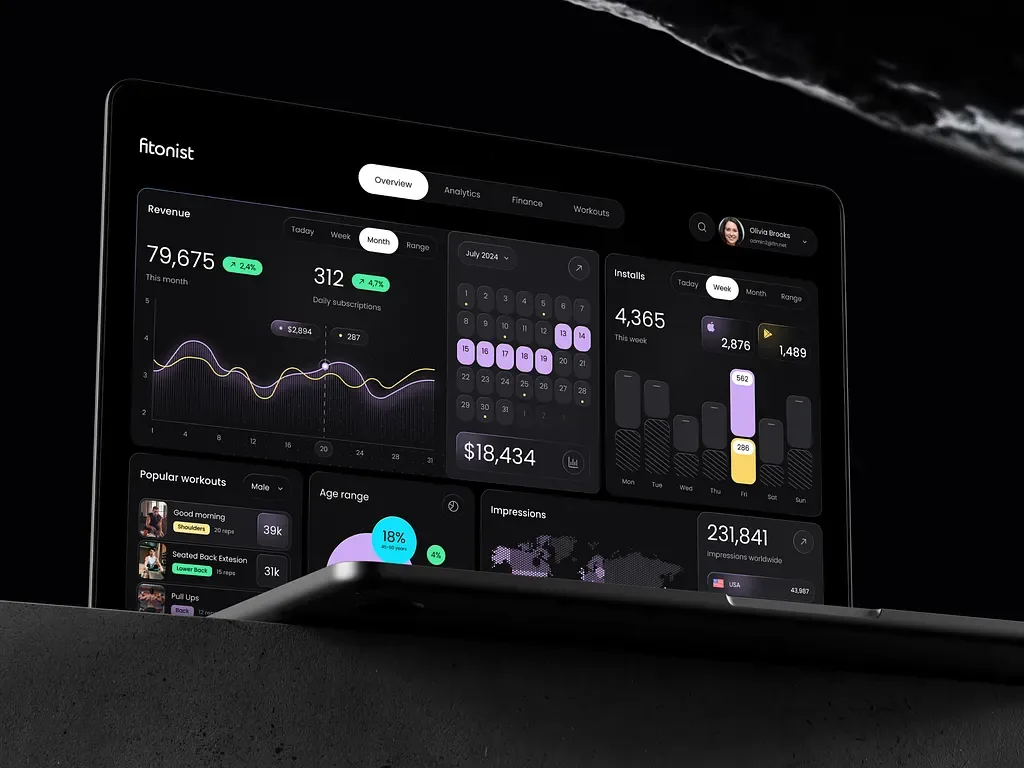 fitonist
Overview
Analytics
Finance
Workouts
Olivia Brooks
Revenue
Today
Week
Month
Range
79,675
2,4%
This month
312
4,7%
Daily subscriptions
$2,894
287
5
4
3
2
1 4 8 12 16 20 24 28 31
July 2024
1 2 3 4 5 6 7
8 9 10 11 12 13 14
15 16 17 18 19 20 21
22 23 24 25 26 27 28
29 30 31 1 2 3
$18,434
Installs
Today
Week
Month
Range
4,365
This week
2,876
1,489
562
286
Mon Tue Wed Thu Fri Sat Sun
Popular workouts
Male
Good morning
Shoulders 20 reps
39k
Seated Back Extesion
Lower Back 15 reps
31k
Pull Ups
Back
Age range
18%
4%
Impressions
231,841
Impressions worldwide
USA
43,987